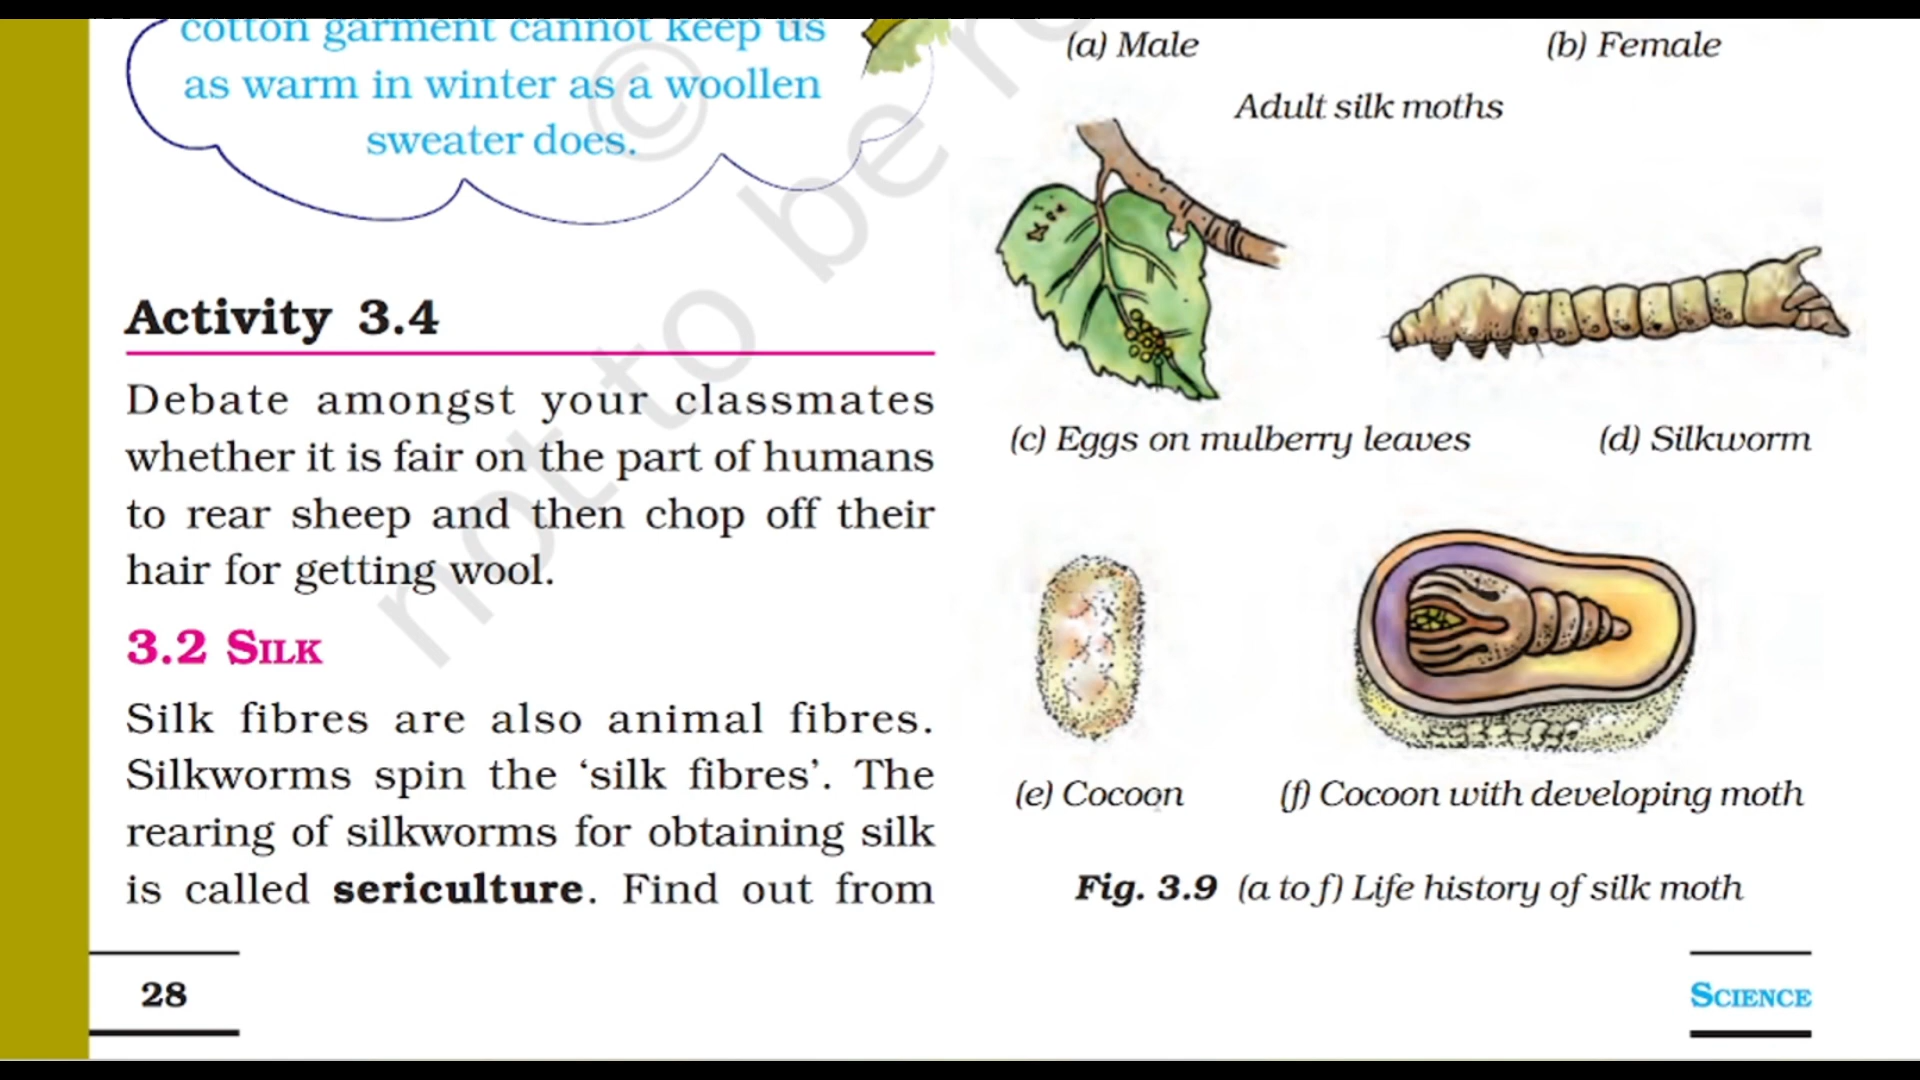 cotton garment cannot keep us
as warm in winter as a woollen
sweater does.
Activity 3.4
Debate amongst your classmates
whether it is fair on the part of humans
to rear sheep and then chop off their
hair for getting wool.
3.2 SILK
Silk fibres are also animal fibres.
Silkworms spin the ‘silk fibres’. The
rearing of silkworms for obtaining silk
is called sericulture. Find out from
28
(a) Male
(b) Female
Adult silk moths
(c) Eggs on mulberry leaves
(d) Silkworm
(e) Cocoon
(f) Cocoon with developing moth
Fig. 3.9 (a to f) Life history of silk moth
SCIENCE
©
not to be